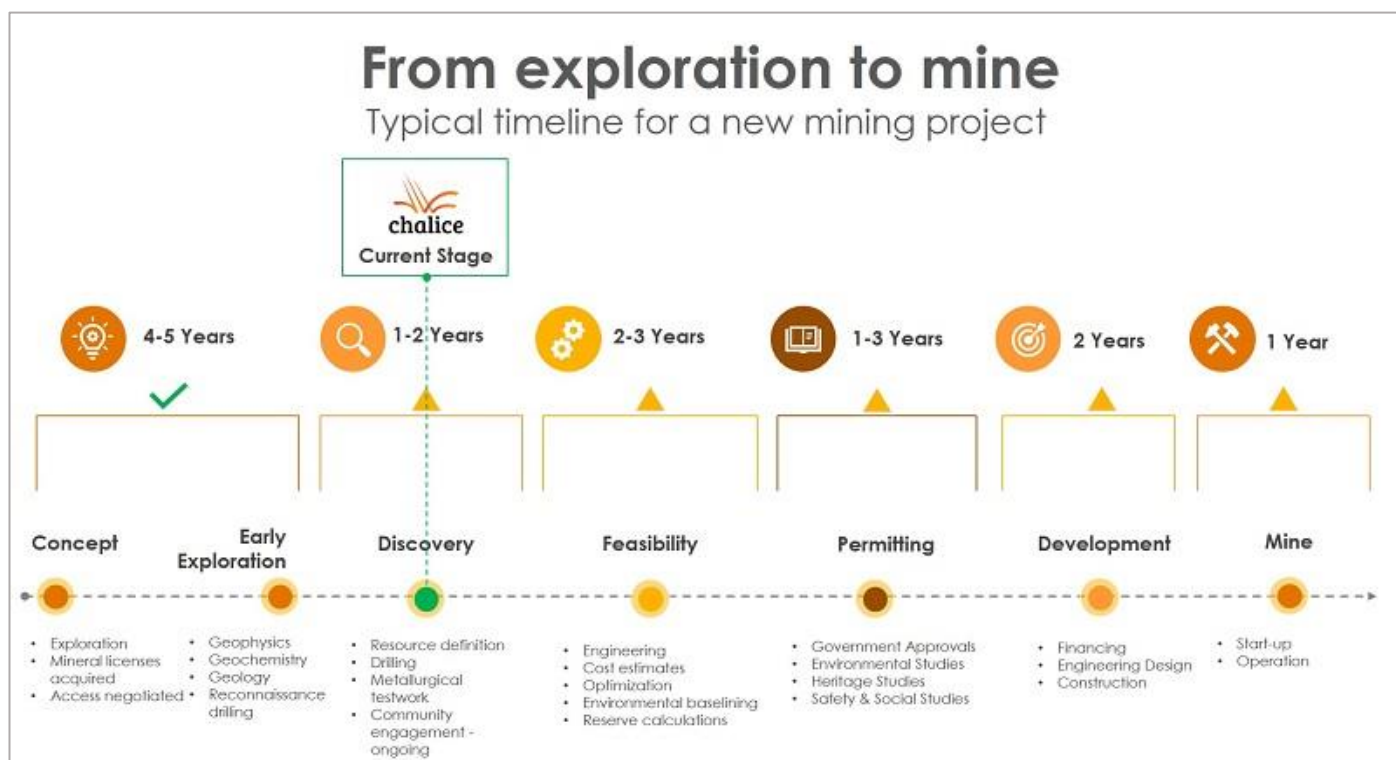 From exploration to mine
Typical timeline for a new mining project
chalice
Current Stage
4-5 Years
1-2 Years
2-3 Years
1-3 Years
2 Years
1 Year
Concept
Early
Exploration
Discovery
Feasibility
Permitting
Development
Mine
• Exploration
• Mineral licenses
acquired
• Access negotiated
• Geophysics
• Geochemistry
• Geology
• Reconnaissance
drilling
• Resource definition
• Drilling
• Metallurgical
testwork
• Community
engagement -
ongoing
• Engineering
• Cost estimates
• Optimization
• Environmental baselining
• Reserve calculations
• Government Approvals
• Environmental Studies
• Heritage Studies
• Safety & Social Studies
• Financing
• Engineering Design
• Construction
• Start-up
• Operation